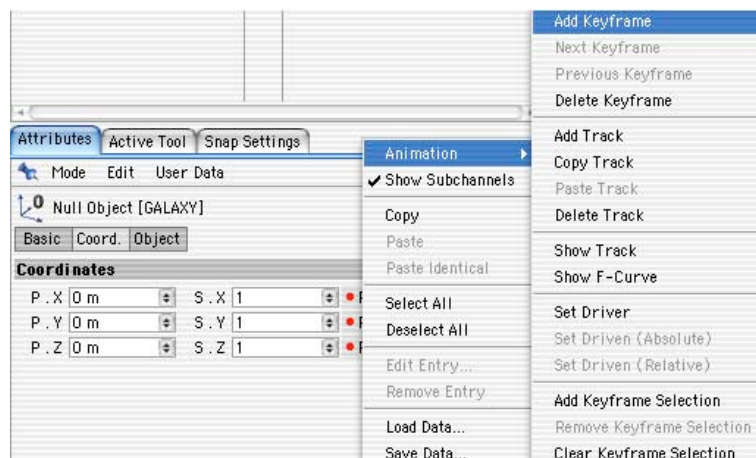 Attributes Active Tool Snap Settings
Mode Edit User Data
Null Object [GALAXY]
Basic Coord. Object
Coordinates
P . X 0 m S . X 1
P . Y 0 m S . Y 1
P . Z 0 m S . Z 1
Animation
Show Subchannels
Copy
Paste
Paste Identical
Select All
Deselect All
Edit Entry...
Remove Entry
Load Data...
Save Data...
Add Keyframe
Next Keyframe
Previous Keyframe
Delete Keyframe
Add Track
Copy Track
Paste Track
Delete Track
Show Track
Show F-Curve
Set Driver
Set Driven (Absolute)
Set Driven (Relative)
Add Keyframe Selection
Remove Keyframe Selection
Clear Keyframe Selection